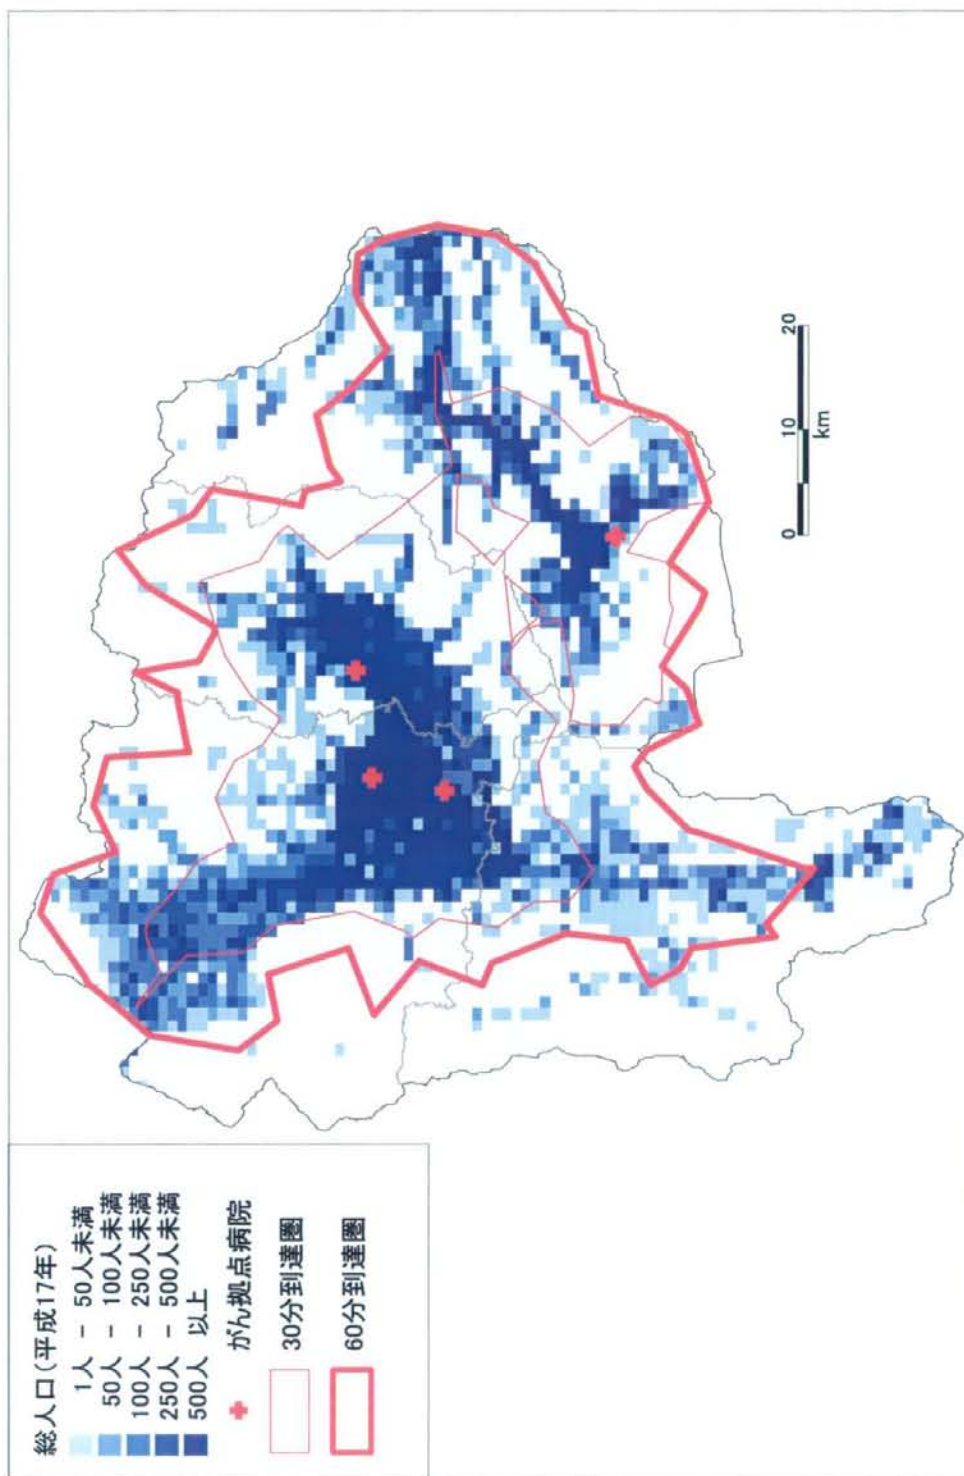 総人口(平成17年)
1人 － 50人未満
50人 － 100人未満
100人 － 250人未満
250人 － 500人未満
500人 以上
がん拠点病院
30分到達圏
60分到達圏
0 10 20
km